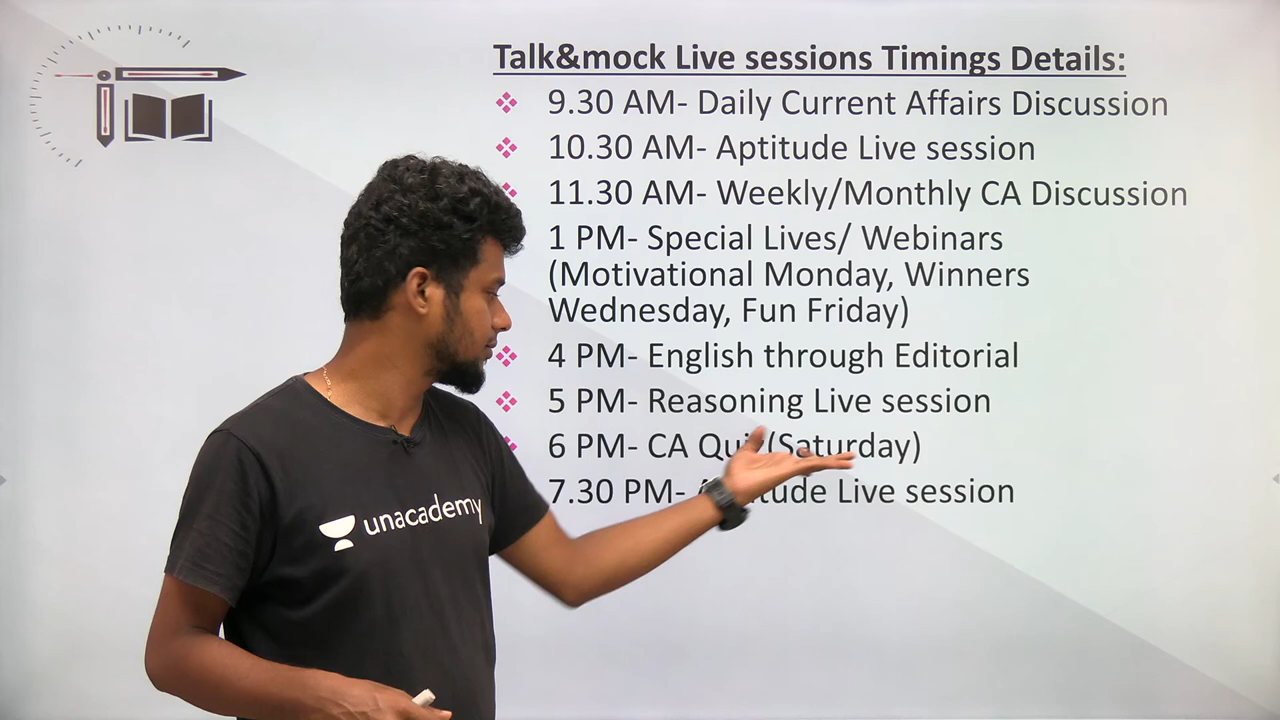 Talk&mock Live sessions Timings Details:
9.30 AM- Daily Current Affairs Discussion
10.30 AM- Aptitude Live session
11.30 AM- Weekly/Monthly CA Discussion
1 PM- Special Lives/ Webinars
(Motivational Monday, Winners
Wednesday, Fun Friday)
4 PM- English through Editorial
5 PM- Reasoning Live session
6 PM- CA (Saturday)
7.30 PM- Live session
unacademy